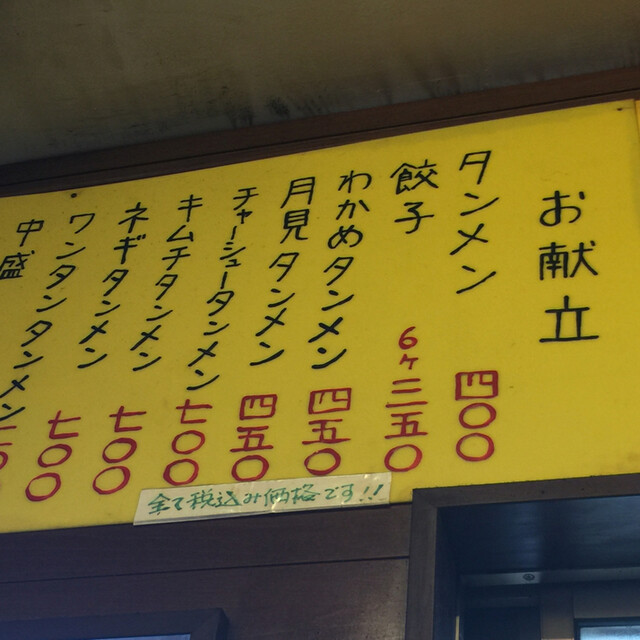 お献立
タンメン 四〇〇
餃子 6ヶ三五〇
わかめタンメン 四五〇
月見タンメン 四五〇
チャーシュータンメン 七〇〇
キムチタンメン 七〇〇
ネギタンメン 七〇〇
ワンタンタンメン
中盛
全て税込み価格です!!